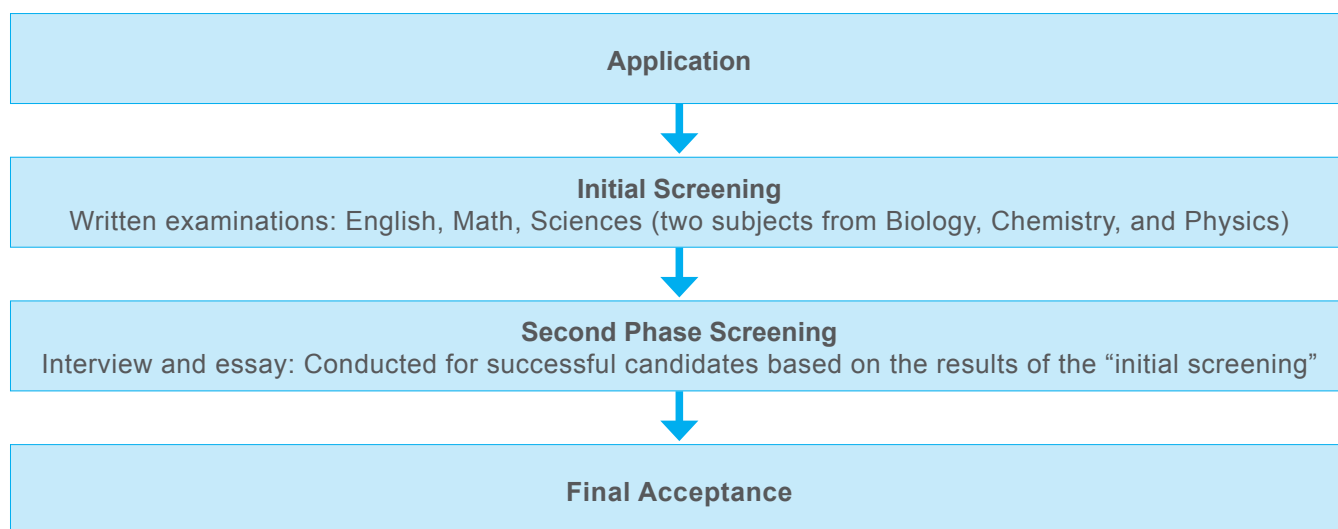 Application
Initial Screening
Written examinations: English, Math, Sciences (two subjects from Biology, Chemistry, and Physics)
Second Phase Screening
Interview and essay: Conducted for successful candidates based on the results of the “initial screening”
Final Acceptance